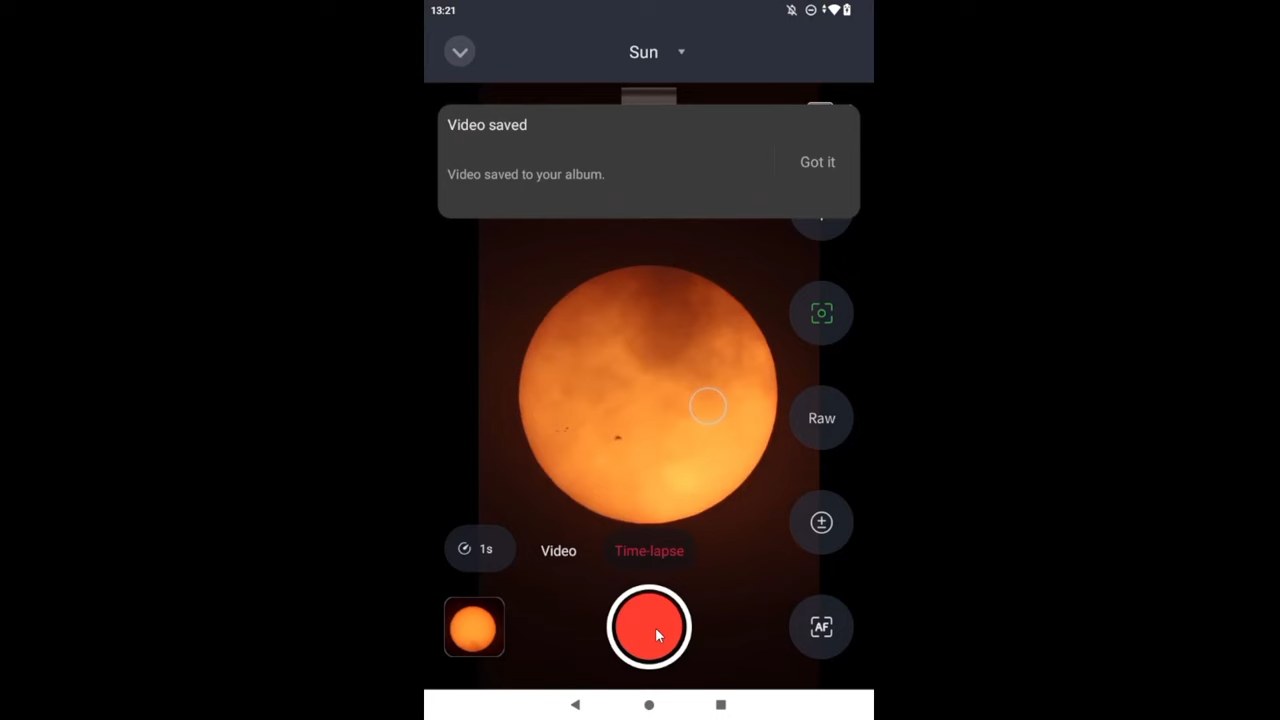 13:21
Sun
Video saved
Got it
Video saved to your album.
Raw
1s
Video
Time-lapse
AF